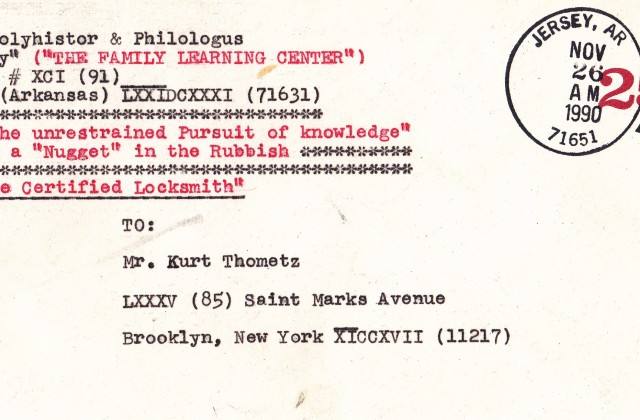 olyhistor & Philologus
y" ("THE FAMILY LEARNING CENTER")
# XCI (91)
(Arkansas) LXXIDCXXXI (71631)
he unrestrained Pursuit of knowledge"
a "Nugget" in the Rubbish
e Certified Locksmith"
JERSEY, AR
NOV
26
AM
1990
71651
2
TO:
Mr. Kurt Thometz
LXXXV (85) Saint Marks Avenue
Brooklyn, New York XICCXVII (11217)